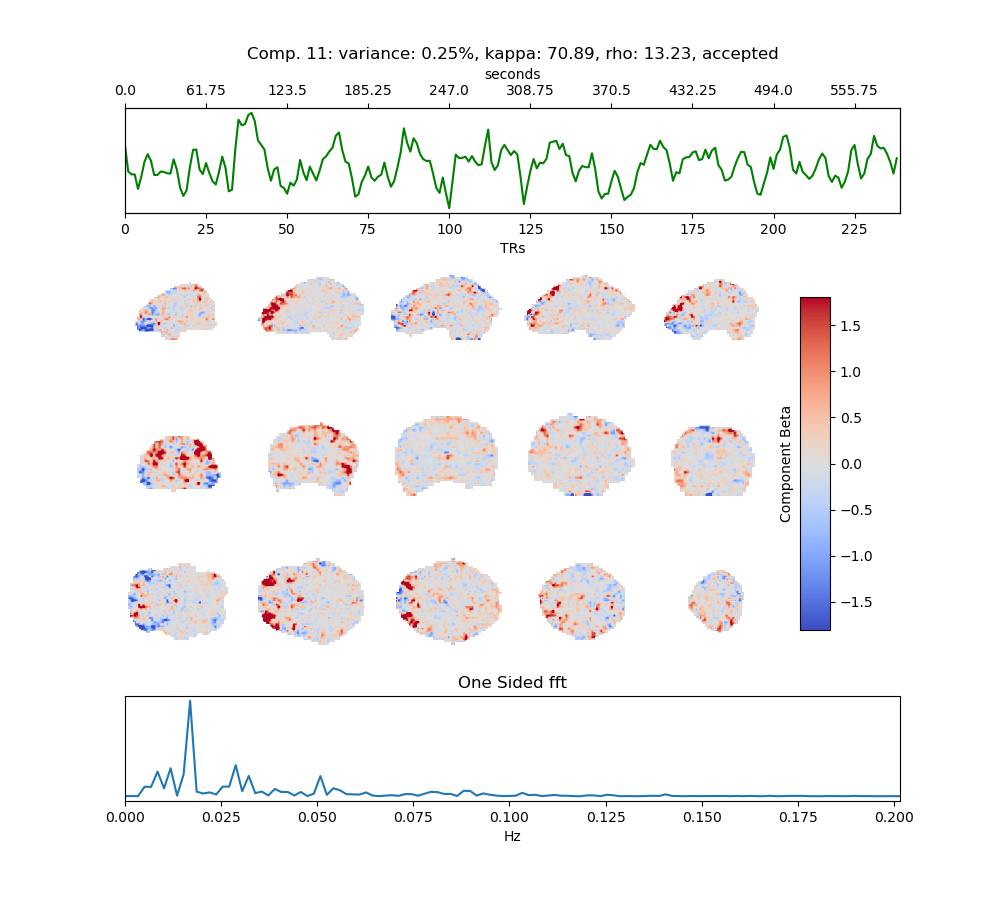 Comp. 11: variance: 0.25%, kappa: 70.89, rho: 13.23, accepted
seconds
0.0 61.75 123.5 185.25 247.0 308.75 370.5 432.25 494.0 555.75
0 25 50 75 100 125 150 175 200 225
TRs
Component Beta
1.5
1.0
0.5
0.0
−0.5
−1.0
−1.5
One Sided fft
0.000 0.025 0.050 0.075 0.100 0.125 0.150 0.175 0.200
Hz